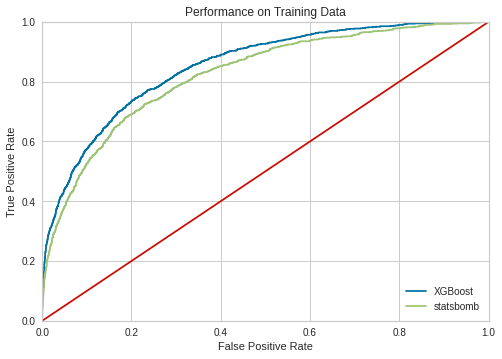 Performance on Training Data
1.0
0.8
0.6
0.4
0.2
0.0
True Positive Rate
XGBoost
statsbomb
0.0 0.2 0.4 0.6 0.8 1.0
False Positive Rate